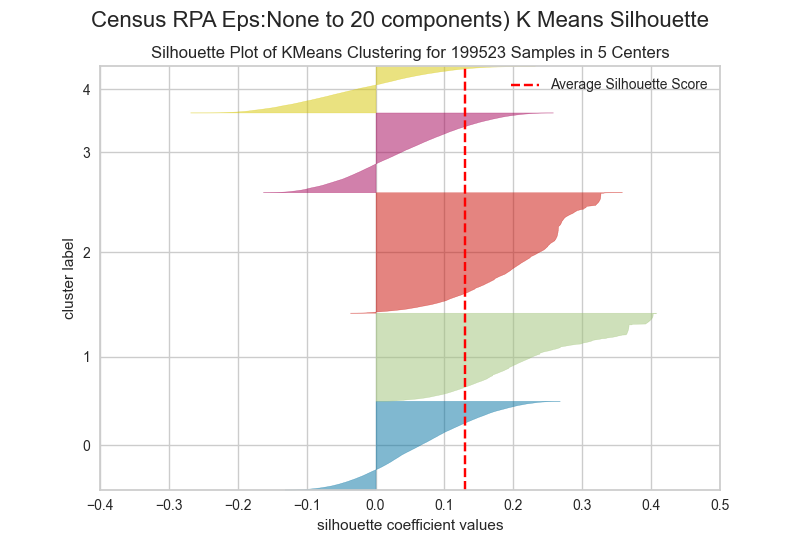 Census RPA Eps:None to 20 components) K Means Silhouette
Silhouette Plot of KMeans Clustering for 199523 Samples in 5 Centers
Average Silhouette Score
cluster label
4
3
2
1
0
−0.4 −0.3 −0.2 −0.1 0.0 0.1 0.2 0.3 0.4 0.5
silhouette coefficient values